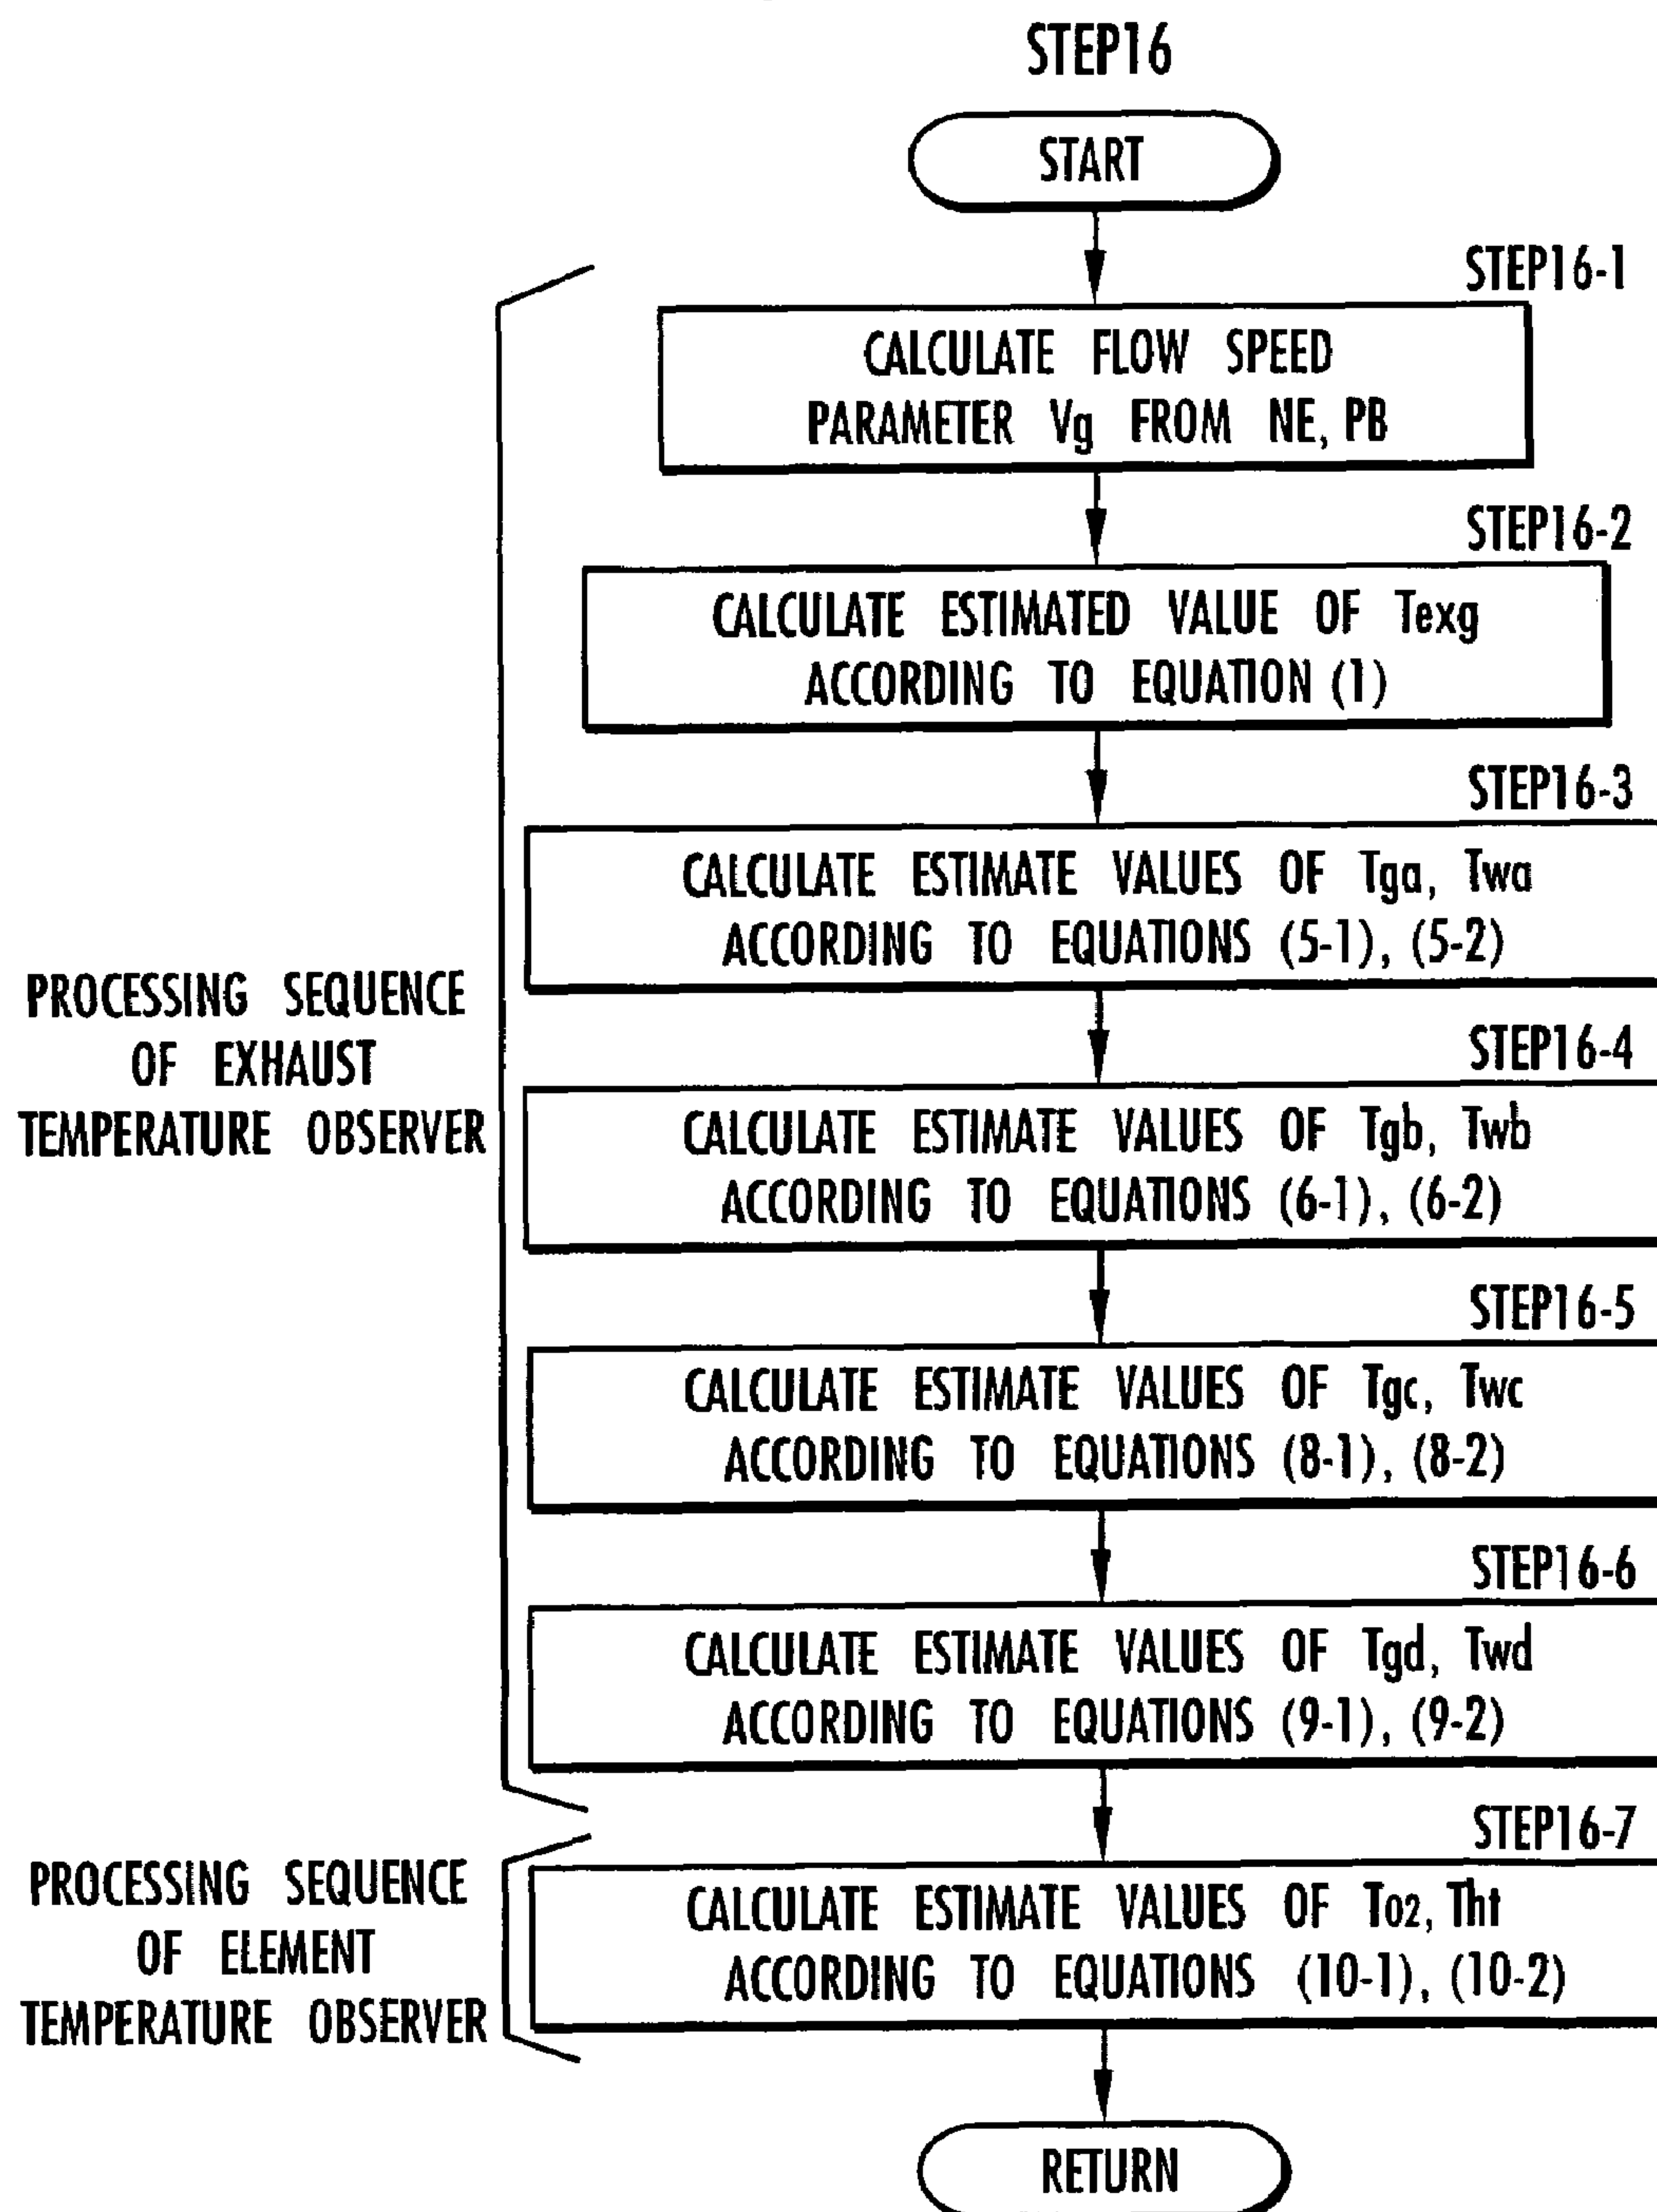 STEP16
START
STEP16-1
CALCULATE FLOW SPEED
PARAMETER Vg FROM NE, PB
STEP16-2
CALCULATE ESTIMATED VALUE OF Texg
ACCORDING TO EQUATION (1)
STEP16-3
CALCULATE ESTIMATE VALUES OF Tga, Twa
ACCORDING TO EQUATIONS (5-1), (5-2)
PROCESSING SEQUENCE
OF EXHAUST
TEMPERATURE OBSERVER
STEP16-4
CALCULATE ESTIMATE VALUES OF Tgb, Twb
ACCORDING TO EQUATIONS (6-1), (6-2)
STEP16-5
CALCULATE ESTIMATE VALUES OF Tgc, Twc
ACCORDING TO EQUATIONS (8-1), (8-2)
STEP16-6
CALCULATE ESTIMATE VALUES OF Tgd, Twd
ACCORDING TO EQUATIONS (9-1), (9-2)
STEP16-7
PROCESSING SEQUENCE
OF ELEMENT
TEMPERATURE OBSERVER
CALCULATE ESTIMATE VALUES OF To2, Tht
ACCORDING TO EQUATIONS (10-1), (10-2)
RETURN